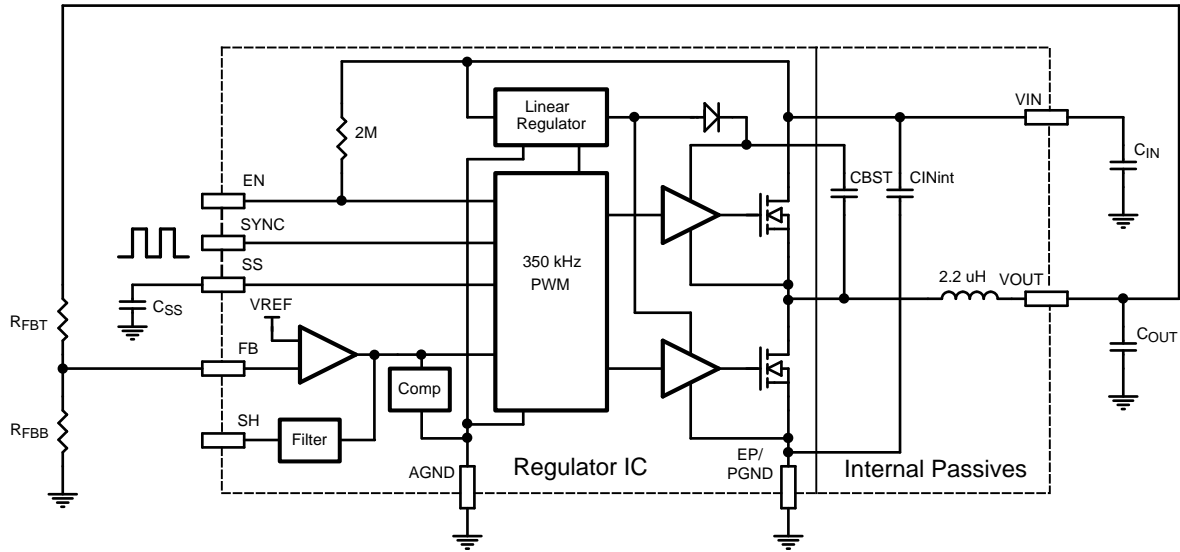 VIN
Linear
Regulator
2M
CIN
EN
CBST
CINint
SYNC
SS
350 kHz
PWM
2.2 uH
VOUT
CSS
VREF
RFBT
COUT
FB
Comp
RFBB
SH
Filter
AGND
Regulator IC
EP/
PGND
Internal Passives